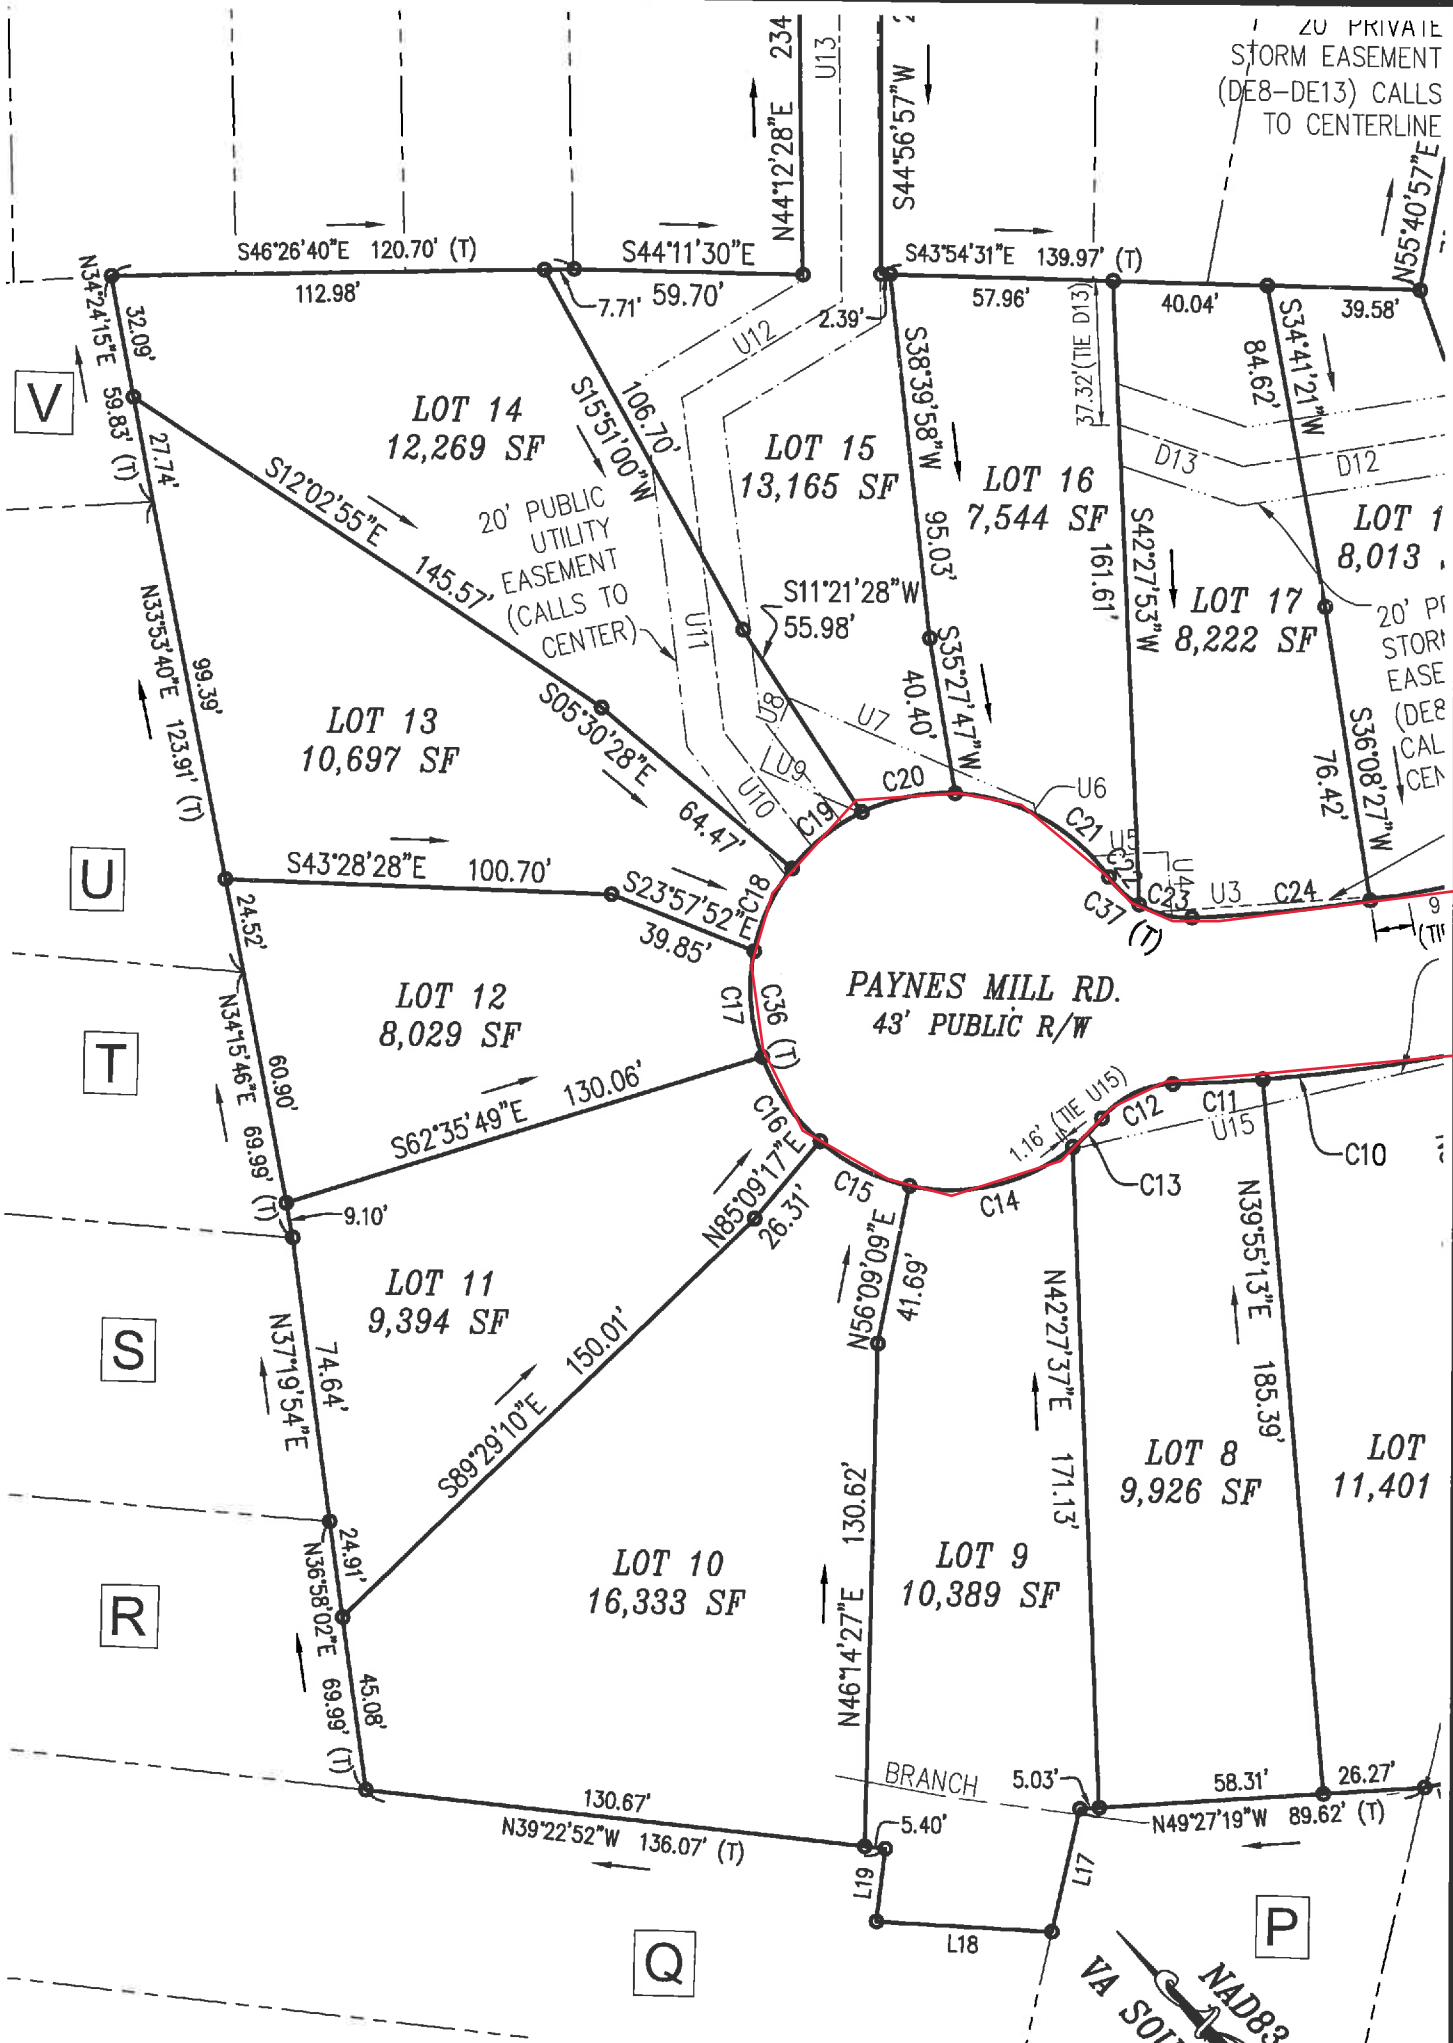 20' PRIVATE
STORM EASEMENT
(DE8-DE13) CALLS
TO CENTERLINE
N44°12'28"E 234
U13
S44°56'57"W
N55°40'57"E
S46°26'40"E 120.70' (T)
112.98'
7.71'
S44°11'30"E
59.70'
S43°54'31"E 139.97' (T)
2.39'
57.96'
40.04'
39.58'
N34°24'15"E 59.83' (T)
32.09'
27.74'
V
U12
37.32' (TIE D13)
S34°41'21"W
84.62'
LOT 14
12,269 SF
S15°51'00"W
106.70'
LOT 15
13,165 SF
S38°39'58"W
95.03'
LOT 16
7,544 SF
D13
D12
S12°02'55"E
145.57'
20' PUBLIC
UTILITY
EASEMENT
(CALLS TO
CENTER)
U11
S11°21'28"W
55.98'
S42°27'53"W
161.61'
LOT 1
8,013
LOT 17
8,222 SF
20' P
STOR
EASE
(DE8
CAL
CEN
N33°53'40"E 123.91' (T)
99.39'
24.52'
S05°30'28"E
64.47'
S35°27'47"W
40.40'
S36°08'27"W
76.42'
LOT 13
10,697 SF
U8
U7
U9
U10
C20
C19
U6
C21
U5
C22
U4
C23
U3
C24
C37 (T)
9
(TI
U
S43°28'28"E 100.70'
S23°57'52"E
39.85'
C18
C17
C36 (T)
PAYNES MILL RD.
43' PUBLIC R/W
T
LOT 12
8,029 SF
N34°15'46"E 69.99' (T)
60.90'
9.10'
S62°35'49"E 130.06'
C16
N85°09'17"E
26.31'
C15
C14
1.16' (TIE U15)
C12
C11
U15
C13
C10
S
LOT 11
9,394 SF
N37°19'54"E
74.64'
S89°29'10"E 150.01'
N56°09'09"E
41.69'
N42°27'37"E 171.13'
N39°55'13"E 185.39'
LOT 8
9,926 SF
LOT
11,401
R
N36°58'02"E 69.99' (T)
24.91'
45.08'
LOT 10
16,333 SF
N46°14'27"E 130.62'
LOT 9
10,389 SF
BRANCH
5.03'
58.31'
26.27'
N49°27'19"W 89.62' (T)
130.67'
N39°22'52"W 136.07' (T)
5.40'
L19
L17
L18
Q
P
NAD83
VA SOU